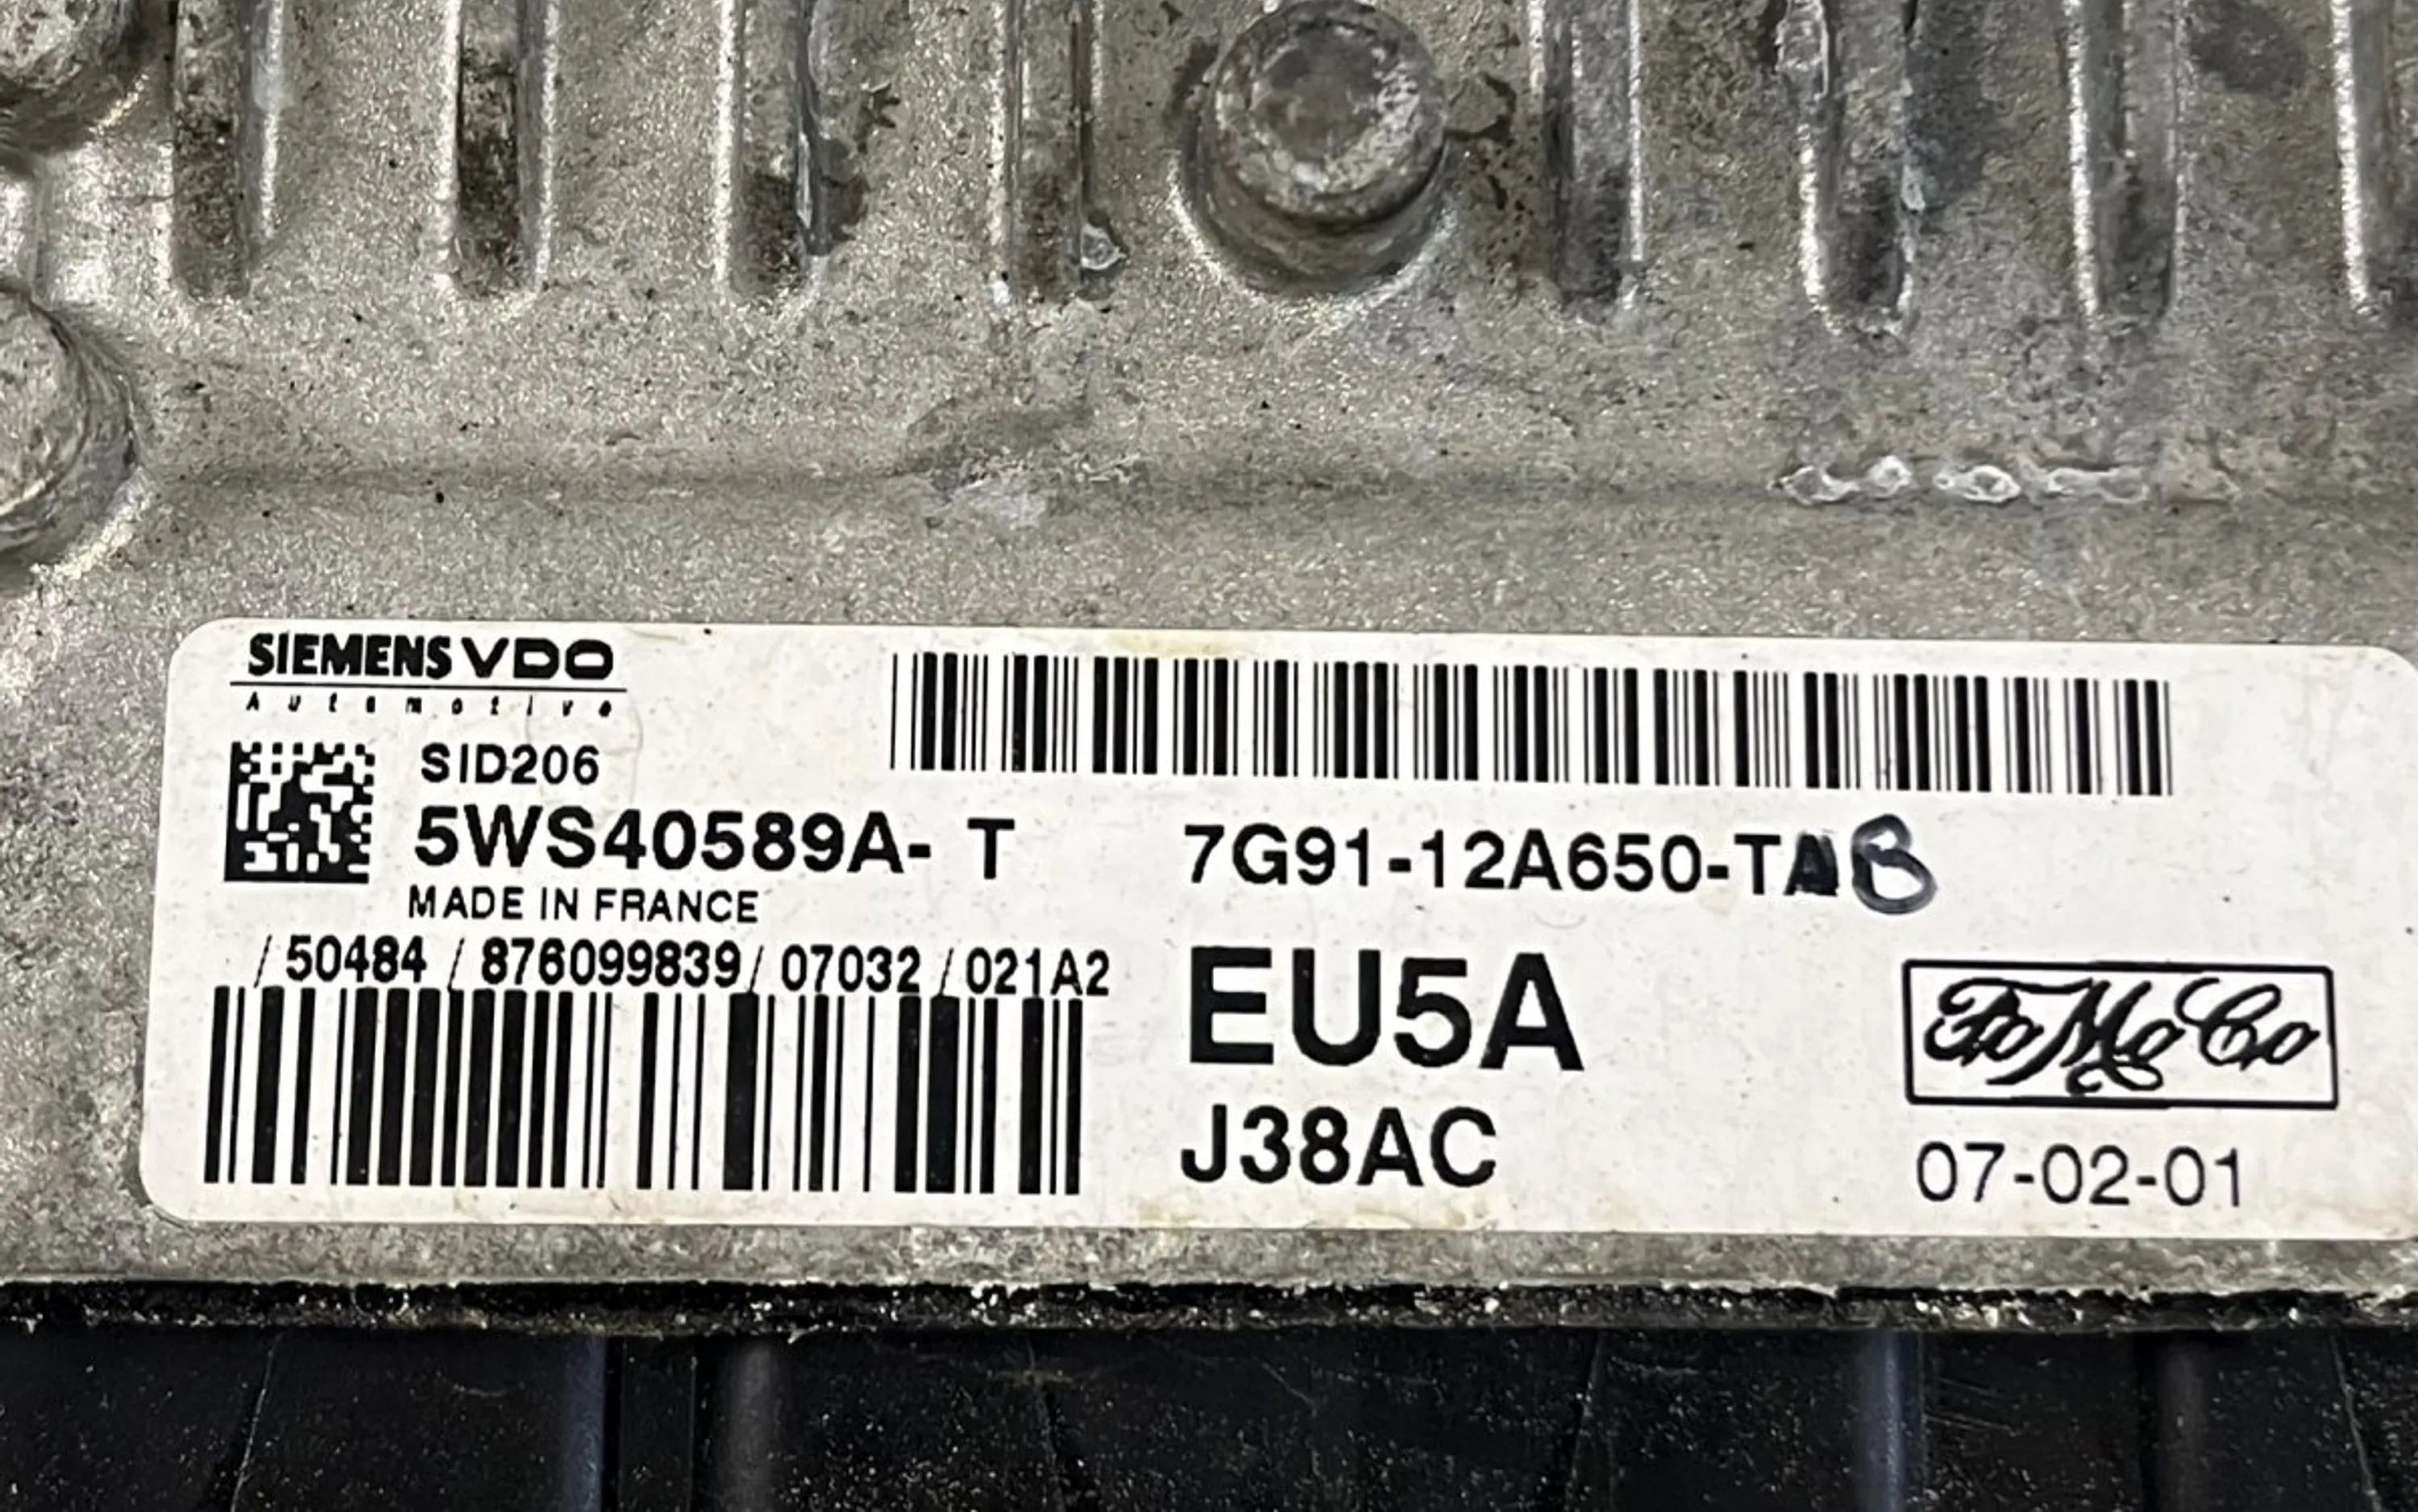 SIEMENS VDO
Automotive
SID206
5WS40589A- T
MADE IN FRANCE
/ 50484 / 876099839 / 07032 / 021A2
7G91-12A650-TAB
EU5A
J38AC
FoMoCo
07-02-01